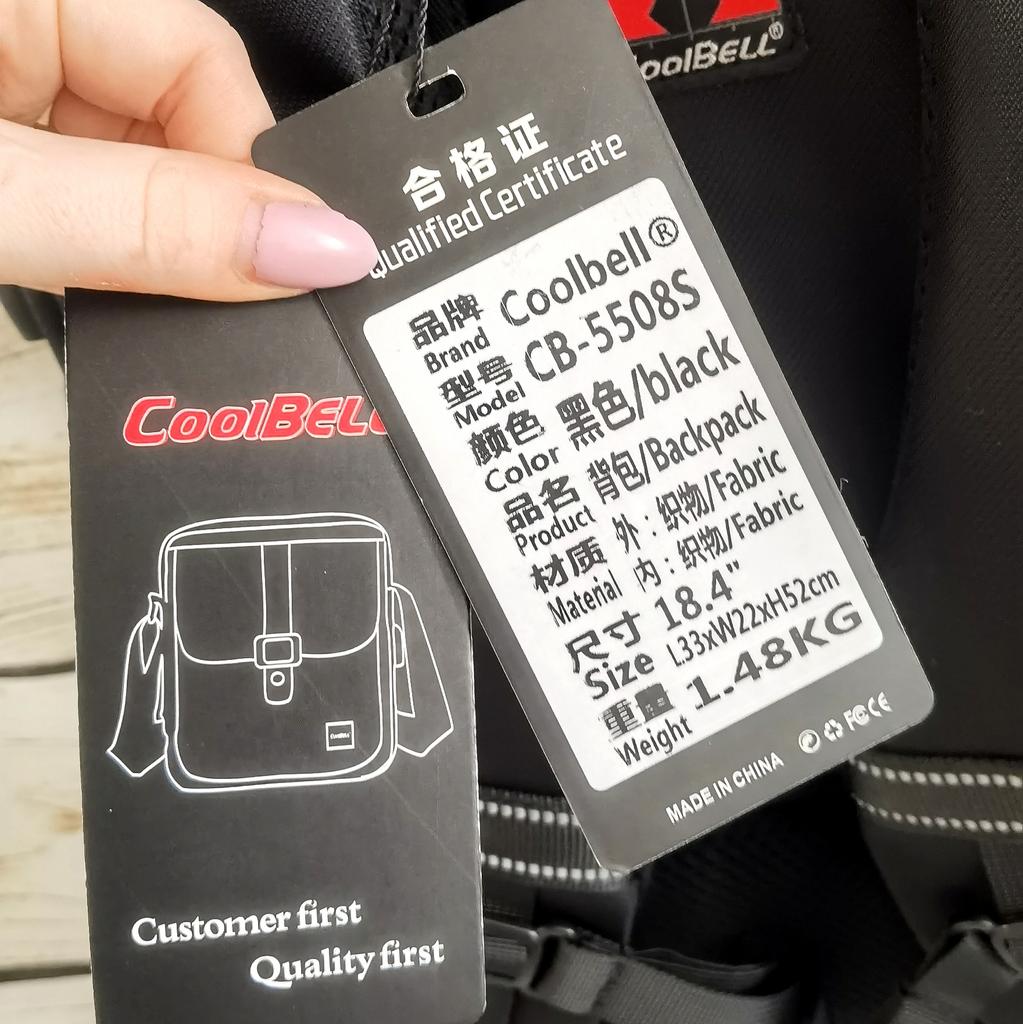 CoolBELL®
合格证
Qualified Certificate
品牌 Coolbell®
Brand
型号 CB-5508S
Model
颜色 黑色/black
Color
品名 背包/Backpack
Product
材质 外:织物/Fabric
Material 内:织物/Fabric
尺寸 18.4"
Size L33xW22xH52cm
重量 1.48KG
Weight
MADE IN CHINA FC CE
CoolBELL
Customer first
Quality first